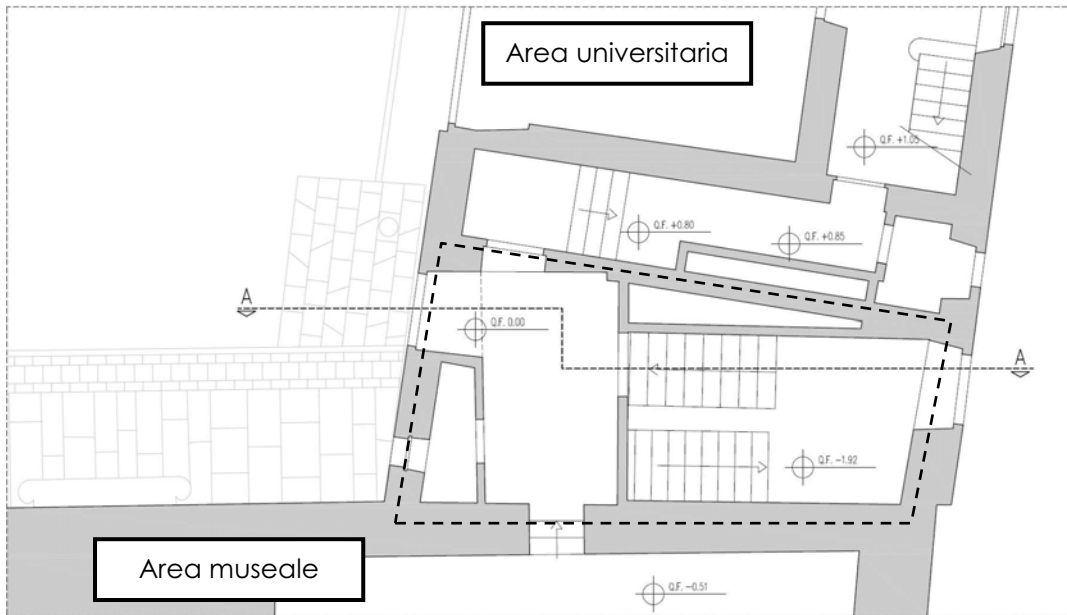 Area universitaria
Q.F. +1.05
Q.F. +0.80
Q.F. +0.85
A
Q.F. 0.00
A
Q.F. -1.92
Area museale
Q.F. -0.51